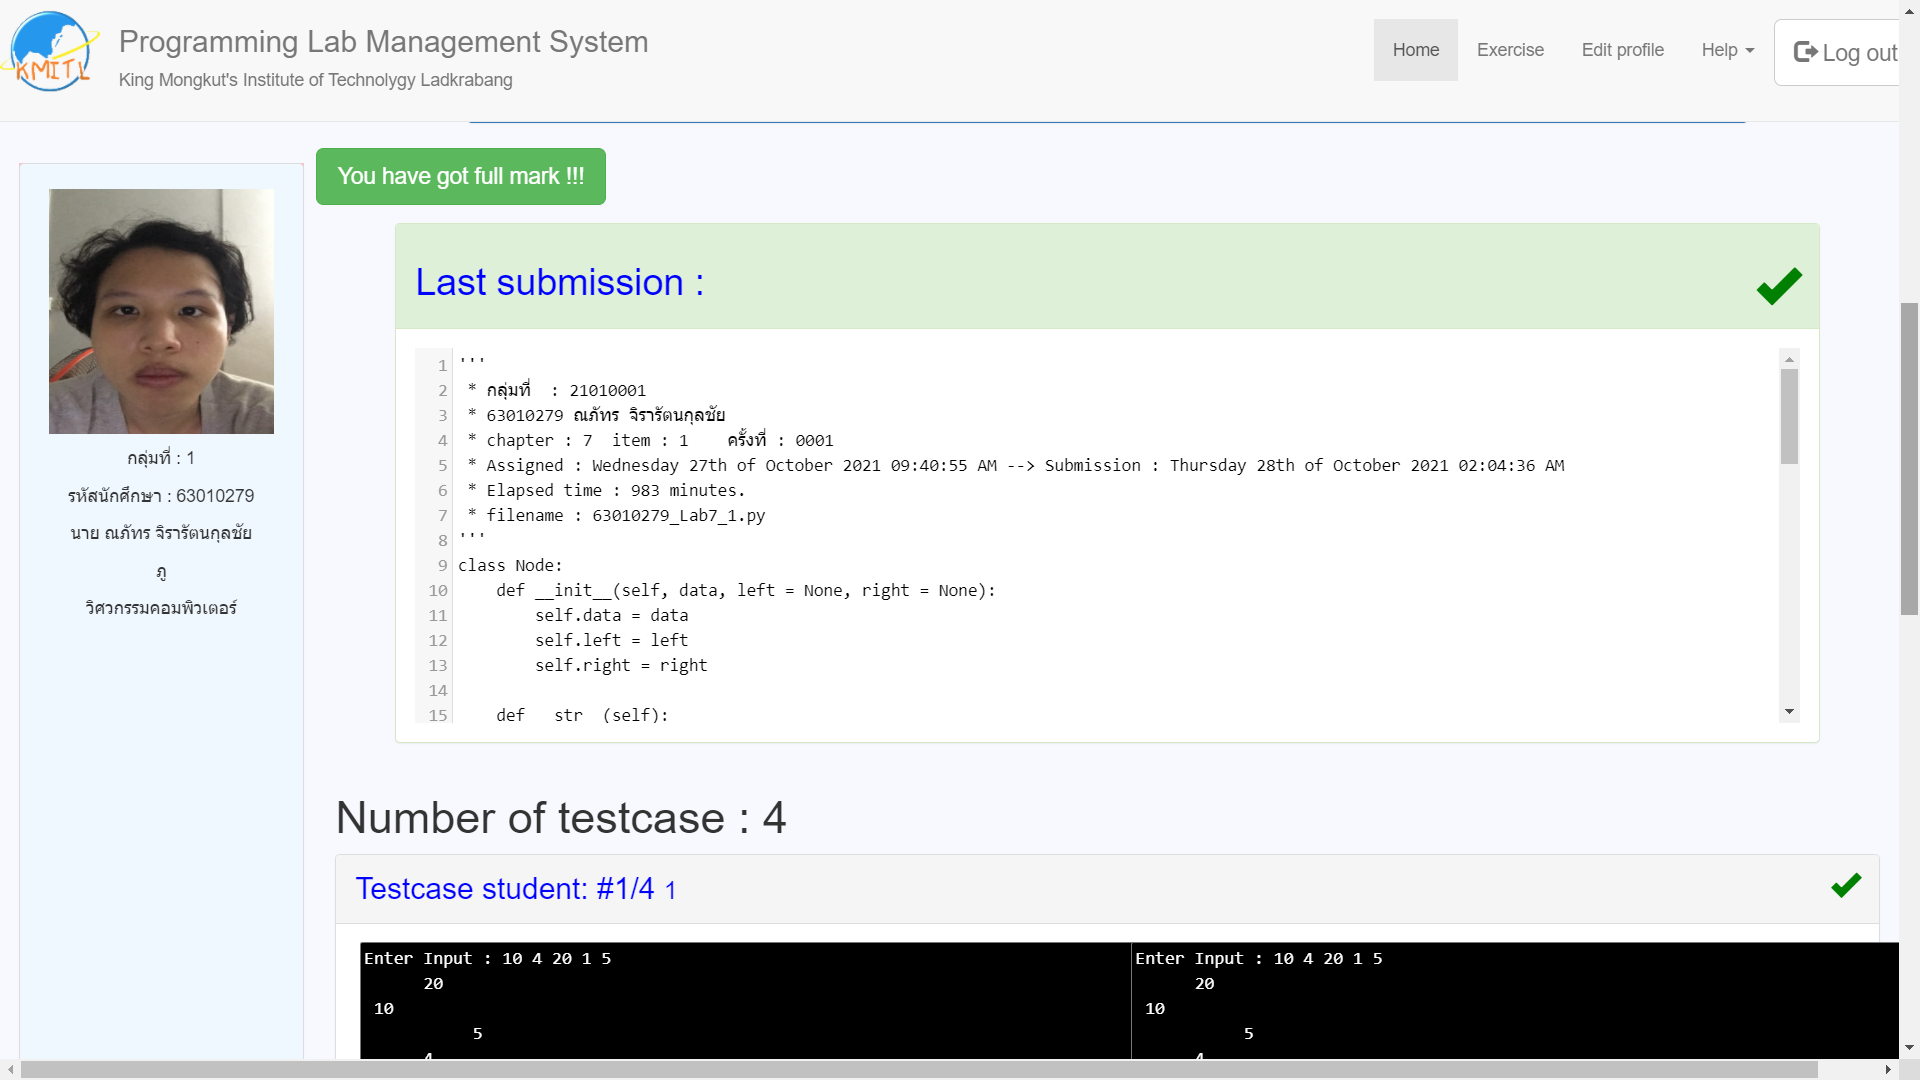 KMITL
Programming Lab Management System
King Mongkut's Institute of Technolygy Ladkrabang
Home
Exercise
Edit profile
Help
Log out
กลุ่มที่ : 1
รหัสนักศึกษา : 63010279
นาย ณภัทร จิรารัตนกุลชัย
ภู
วิศวกรรมคอมพิวเตอร์
You have got full mark !!!
Last submission :
1 '''
2  * กลุ่มที่  : 21010001
3  * 63010279 ณภัทร จิรารัตนกุลชัย
4  * chapter : 7  item : 1    ครั้งที่ : 0001
5  * Assigned : Wednesday 27th of October 2021 09:40:55 AM --> Submission : Thursday 28th of October 2021 02:04:36 AM
6  * Elapsed time : 983 minutes.
7  * filename : 63010279_Lab7_1.py
8 '''
9 class Node:
10     def __init__(self, data, left = None, right = None):
11         self.data = data
12         self.left = left
13         self.right = right
14
15     def __str__(self):
Number of testcase : 4
Testcase student: #1/4 1
Enter Input : 10 4 20 1 5
      20
 10
           5
      4
Enter Input : 10 4 20 1 5
      20
 10
           5
      4